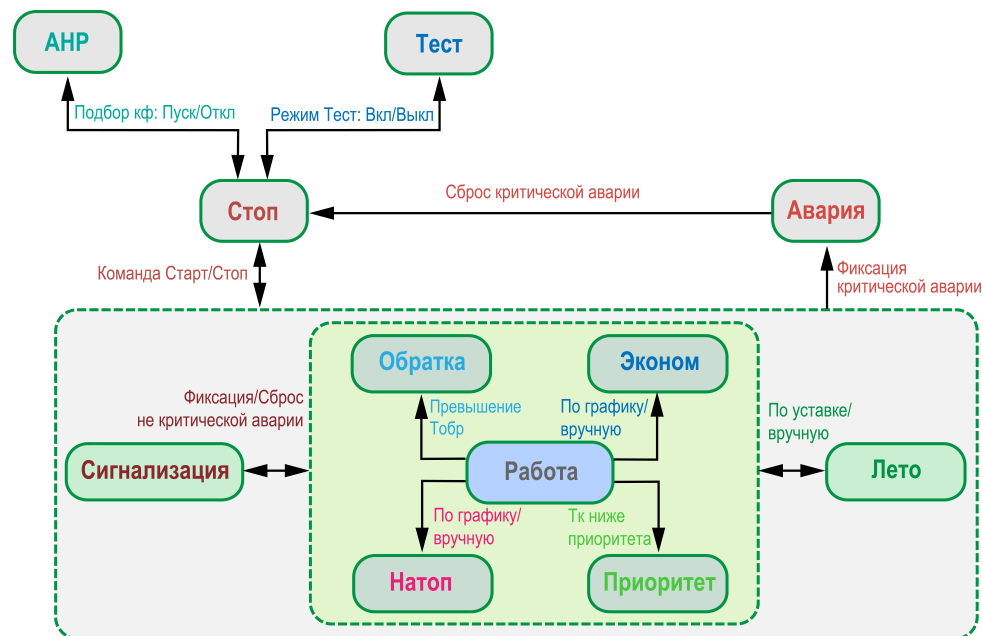 АНР
Тест
Подбор кф: Пуск/Откл
Режим Тест: Вкл/Выкл
Стоп
Сброс критической аварии
Авария
Команда Старт/Стоп
Фиксация
критической аварии
Обратка
Эконом
Фиксация/Сброс
не критической аварии
Превышение
Тобр
По графику/
вручную
По уставке/
вручную
Сигнализация
Работа
Лето
По графику/
вручную
Тк ниже
приоритета
Натоп
Приоритет